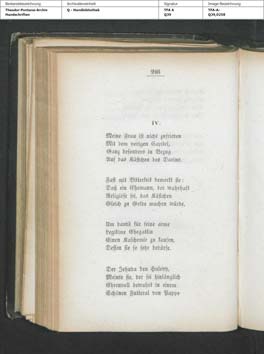 Bestandsbezeichnung
Theodor-Fontane-Archiv
Handschriften
Archivalieneinheit
Q - Handbibliothek
Signatur
TFA A
Q39
Image-Bezeichnung
TFA-A-
Q39,0258
IV.
Meine Frau ist nicht zufrieden
Mit dem vorigen Capitel,
Ganz besonders in Bezug
Auf das Kästchen des Darius.
Fast mit Bitterkeit bemerkt sie:
Daß ein Ehemann, der wahrhaft
Religiöse sei, das Kästchen
Gleich zu Gelde machen würde,
Um damit für seine arme
Legitime Ehegattin
Einen Kaschemir zu kaufen,
Dessen sie so sehr bedürfe.
Der Jehuda ben Halevy,
Meinte sie, der sei hinlänglich
Ehrenvoll bewahrt in einem
Schönen Futteral von Pappe